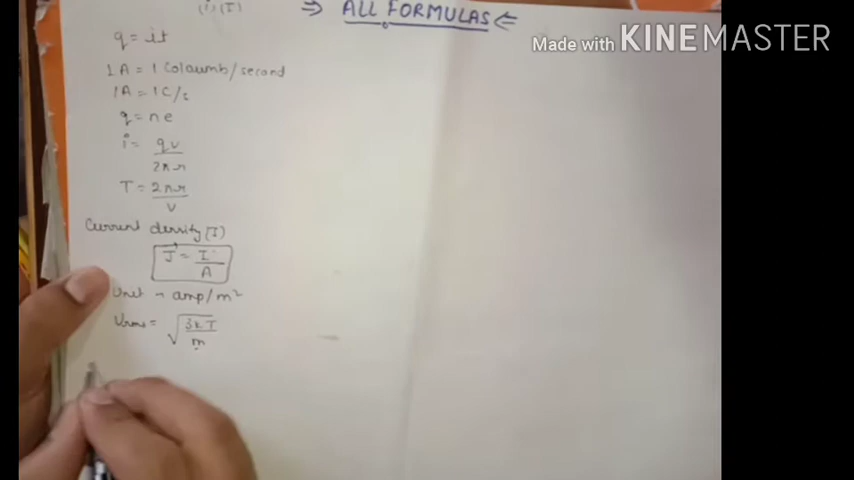 ⇒ ALL FORMULAS ⇐
Made with KINEMASTER
q = it
1 A = 1 Colaumb/second
1A = 1C/s
q = ne
i = qv / 2πr
T = 2πr / v
Current density (J)
J = I / A
Unit → amp/m²
Vrms = √(3kT / m)